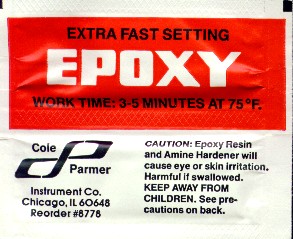 EXTRA FAST SETTING
EPOXY
WORK TIME: 3-5 MINUTES AT 75°F.
Cole
Parmer
Instrument Co.
Chicago, IL 60648
Reorder #8778
CAUTION: Epoxy Resin
and Amine Hardener will
cause eye or skin irritation.
Harmful if swallowed.
KEEP AWAY FROM
CHILDREN. See pre-
cautions on back.